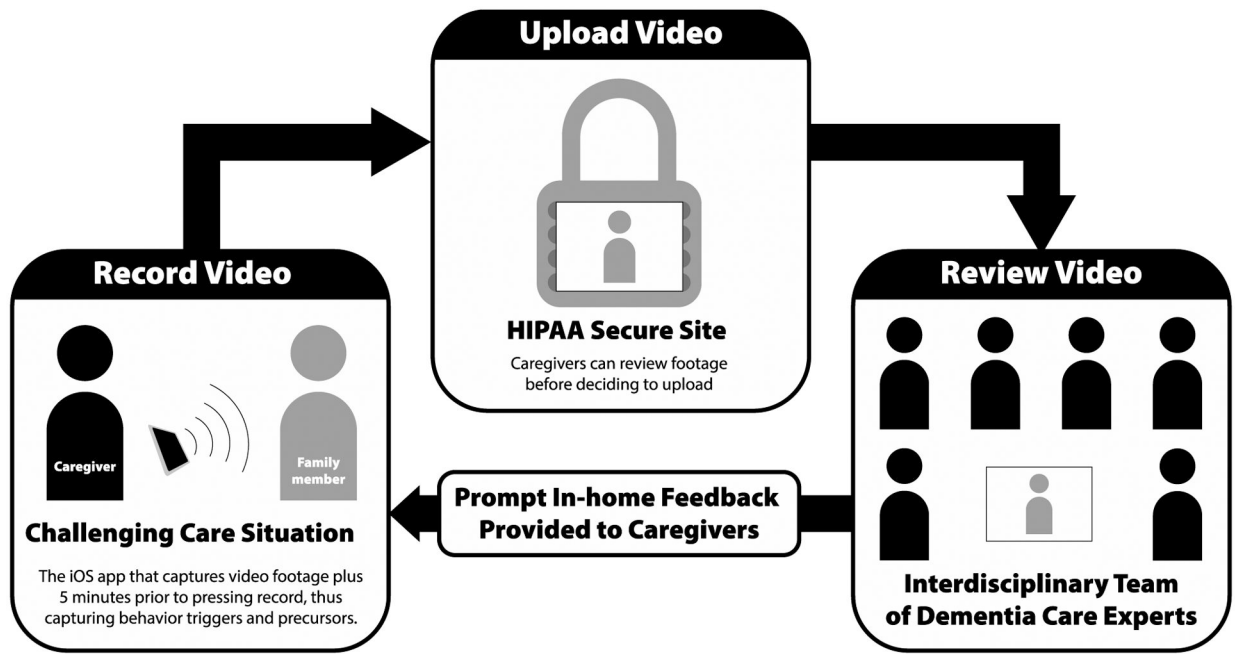 Upload Video
HIPAA Secure Site
Caregivers can review footage
before deciding to upload
Record Video
Caregiver
Family
member
Challenging Care Situation
The iOS app that captures video footage plus
5 minutes prior to pressing record, thus
capturing behavior triggers and precursors.
Review Video
Interdisciplinary Team
of Dementia Care Experts
Prompt In-home Feedback
Provided to Caregivers